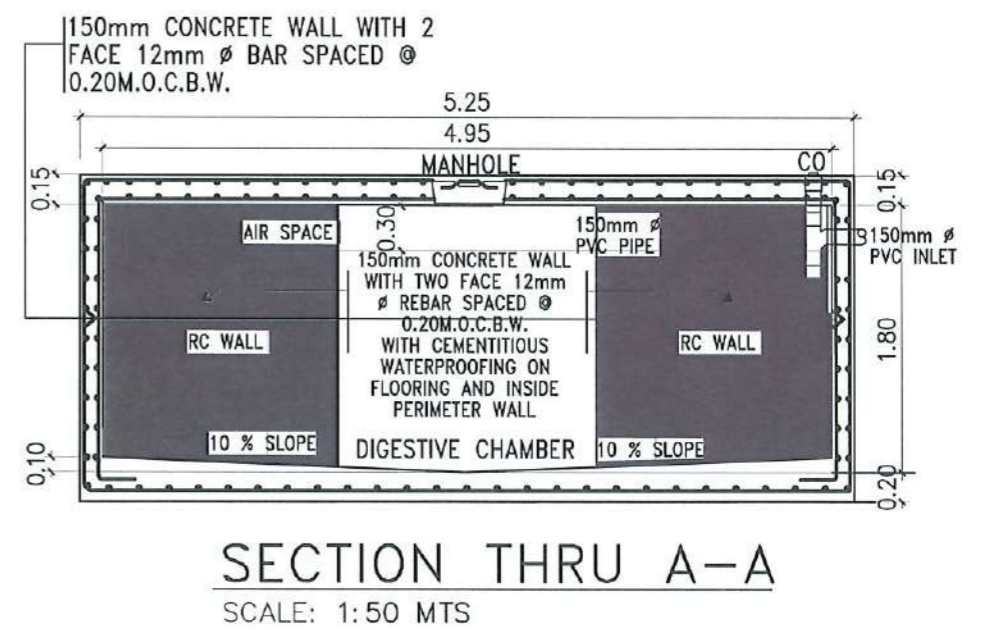 150mm CONCRETE WALL WITH 2
FACE 12mm Ø BAR SPACED @
0.20M.O.C.B.W.
5.25
4.95
MANHOLE
CO
0.15
0.15
AIR SPACE
0.30
150mm Ø
PVC PIPE
150mm Ø
PVC INLET
150mm CONCRETE WALL
WITH TWO FACE 12mm
Ø REBAR SPACED @
0.20M.O.C.B.W.
WITH CEMENTITIOUS
WATERPROOFING ON
FLOORING AND INSIDE
PERIMETER WALL
RC WALL
RC WALL
1.80
10 % SLOPE
DIGESTIVE CHAMBER
10 % SLOPE
0.10
0.20
SECTION THRU A-A
SCALE: 1:50 MTS